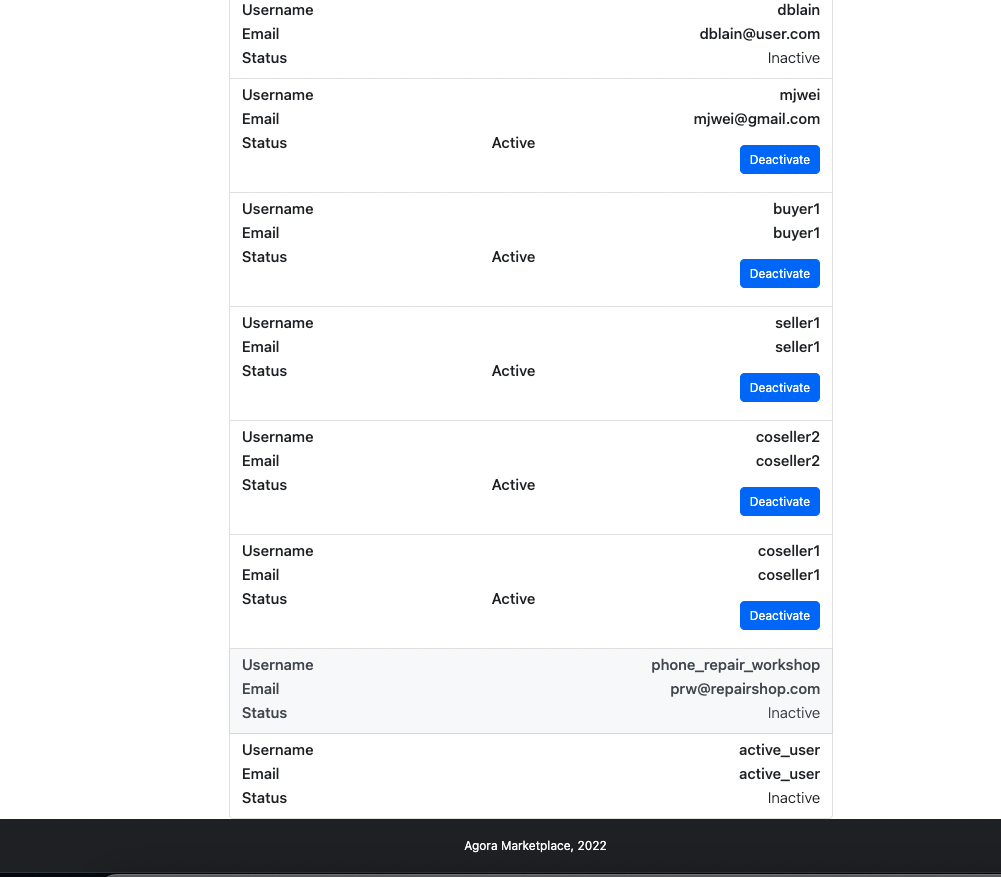 Username dblain
Email dblain@user.com
Status Inactive
Username mjwei
Email mjwei@gmail.com
Status Active
Deactivate
Username buyer1
Email buyer1
Status Active
Deactivate
Username seller1
Email seller1
Status Active
Deactivate
Username coseller2
Email coseller2
Status Active
Deactivate
Username coseller1
Email coseller1
Status Active
Deactivate
Username phone_repair_workshop
Email prw@repairshop.com
Status Inactive
Username active_user
Email active_user
Status Inactive
Agora Marketplace, 2022